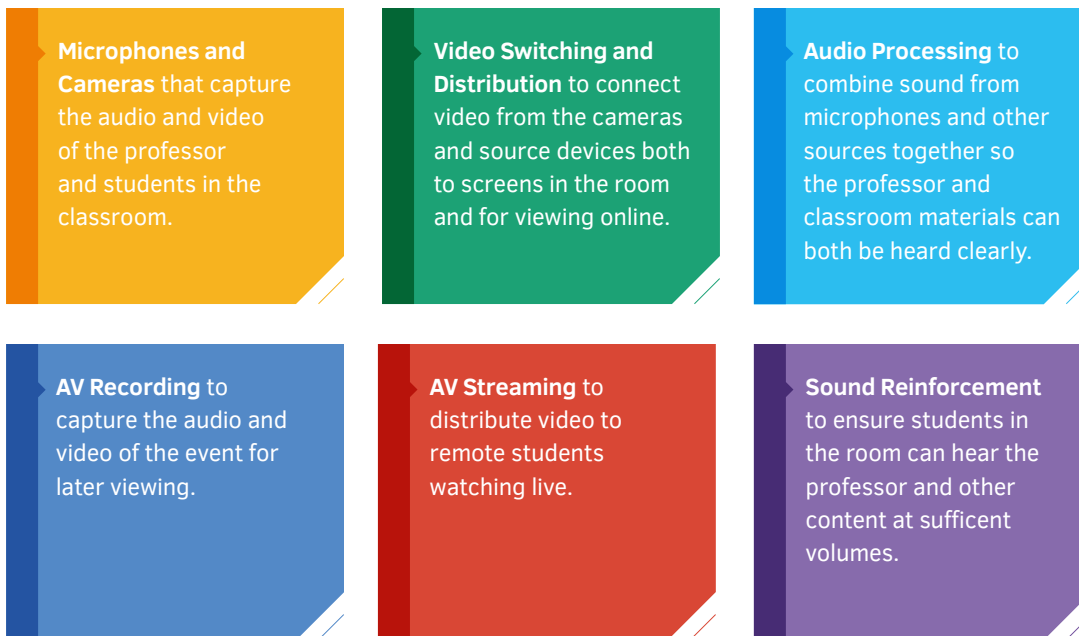 Microphones and
Cameras that capture
the audio and video
of the professor
and students in the
classroom.
Video Switching and
Distribution to connect
video from the cameras
and source devices both
to screens in the room
and for viewing online.
Audio Processing to
combine sound from
microphones and other
sources together so
the professor and
classroom materials can
both be heard clearly.
AV Recording to
capture the audio and
video of the event for
later viewing.
AV Streaming to
distribute video to
remote students
watching live.
Sound Reinforcement
to ensure students in
the room can hear the
professor and other
content at sufficent
volumes.